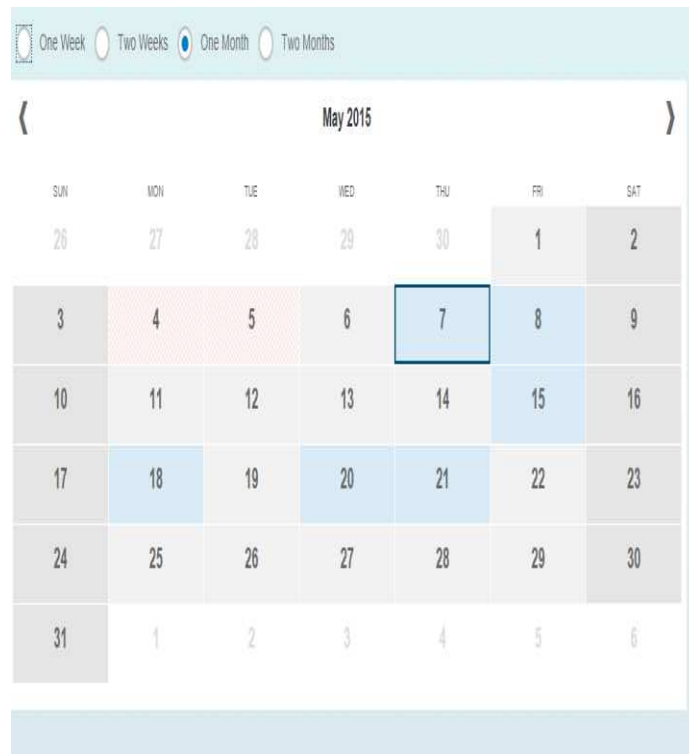 One Week Two Weeks One Month Two Months
May 2015
SUN MON TUE WED THU FRI SAT
26 27 28 29 30 1 2
3 4 5 6 7 8 9
10 11 12 13 14 15 16
17 18 19 20 21 22 23
24 25 26 27 28 29 30
31 1 2 3 4 5 6